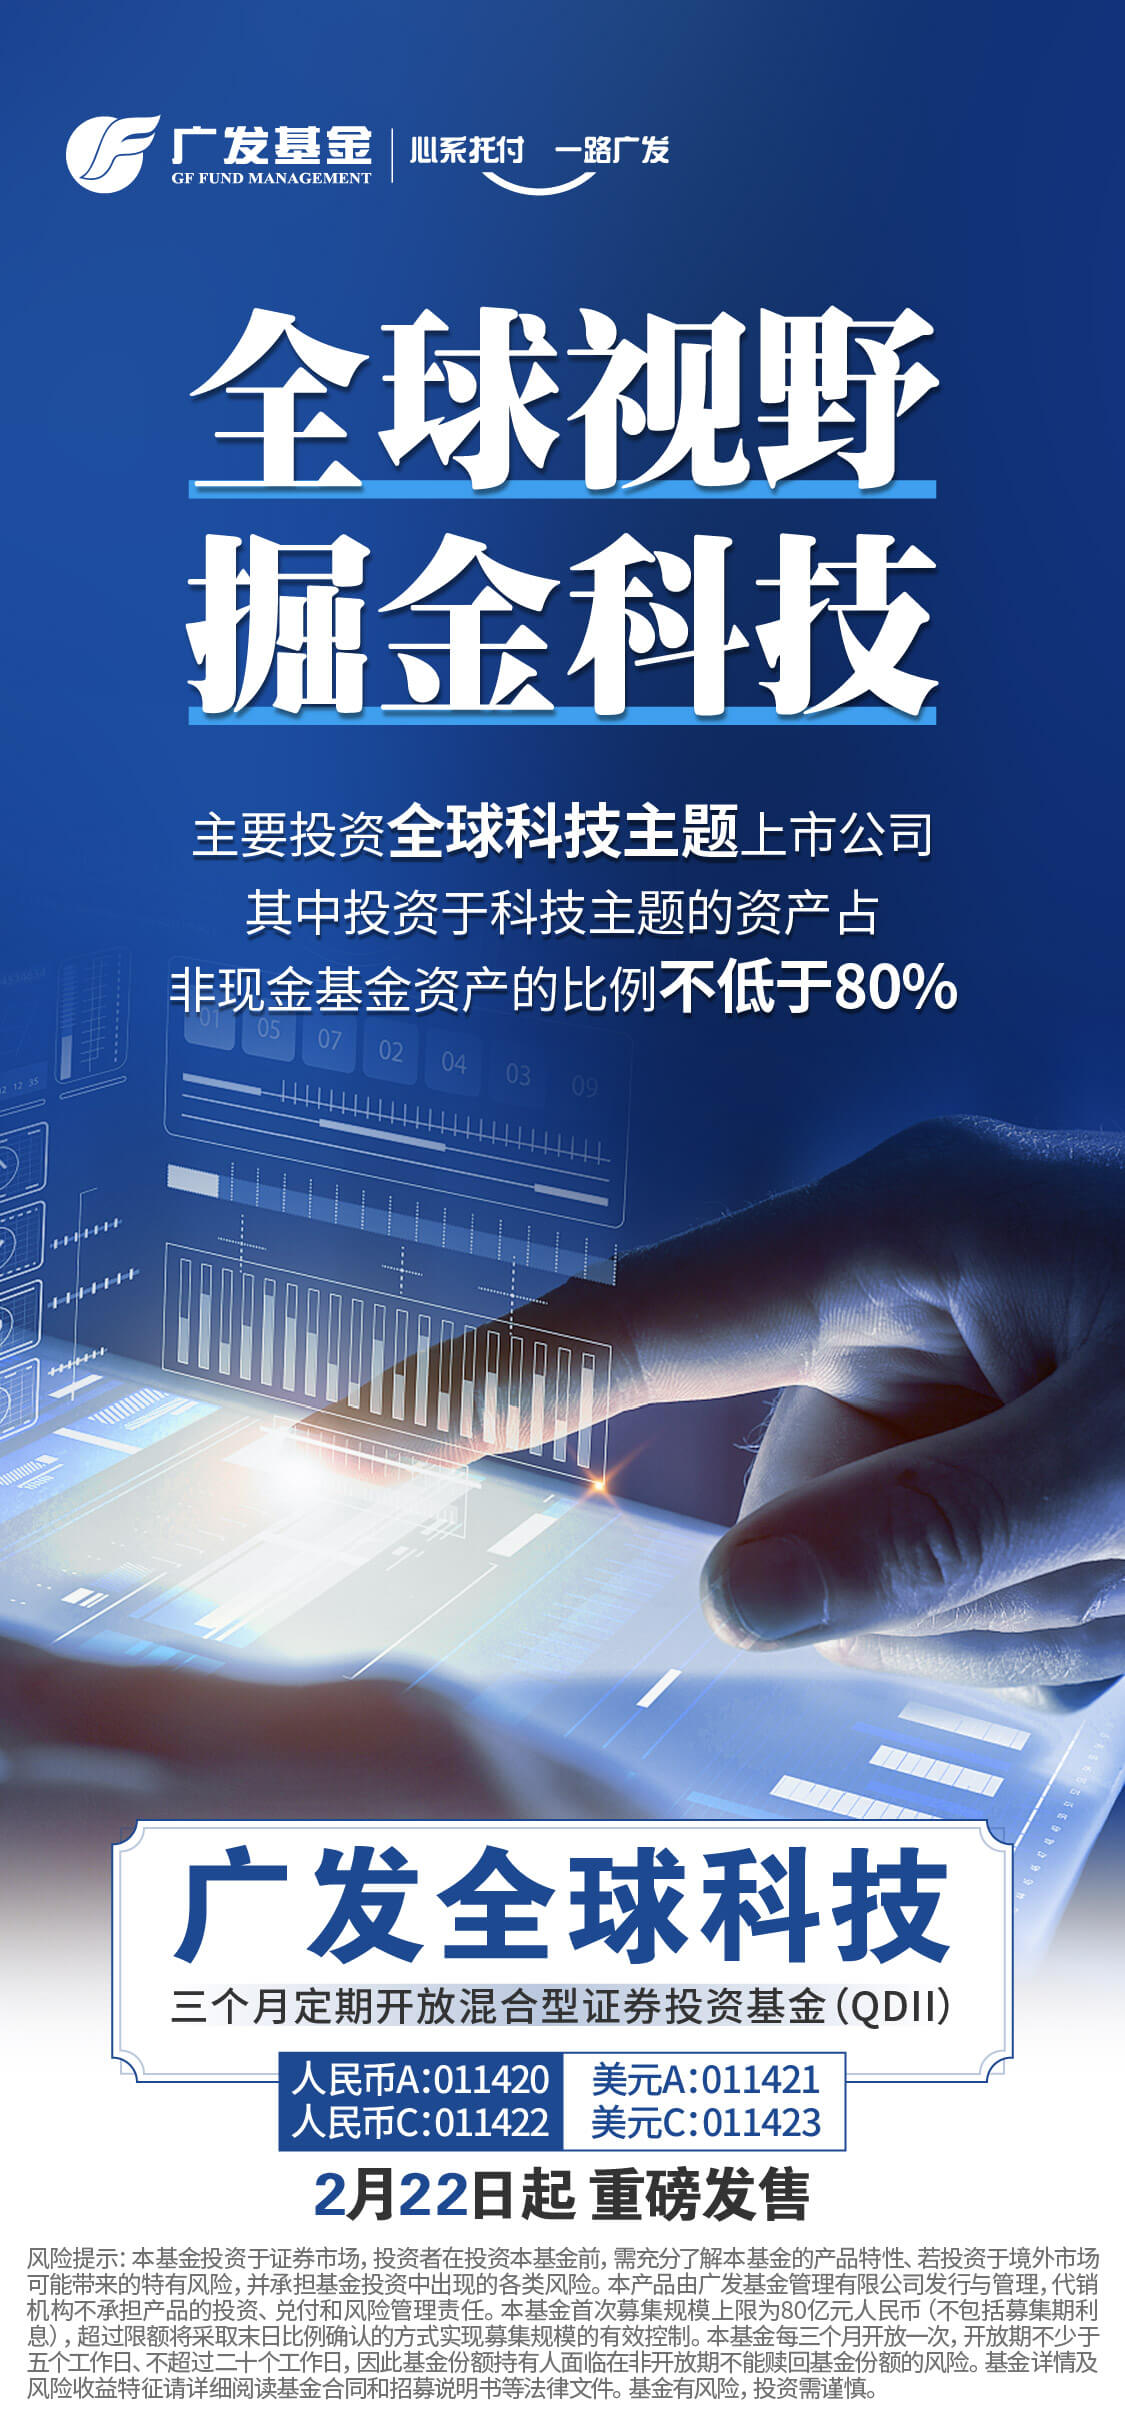 广发基金
GF FUND MANAGEMENT
心系托付 一路广发
全球视野
掘金科技
主要投资全球科技主题上市公司
其中投资于科技主题的资产占
非现金基金资产的比例不低于80%
01 05 07 02 04 03 09
广发全球科技
三个月定期开放混合型证券投资基金(QDII)
人民币A:011420 美元A:011421
人民币C:011422 美元C:011423
2月22日起 重磅发售
风险提示:本基金投资于证券市场,投资者在投资本基金前,需充分了解本基金的产品特性、若投资于境外市场
可能带来的特有风险,并承担基金投资中出现的各类风险。本产品由广发基金管理有限公司发行与管理,代销
机构不承担产品的投资、兑付和风险管理责任。本基金首次募集规模上限为80亿元人民币(不包括募集期利
息),超过限额将采取末日比例确认的方式实现募集规模的有效控制。本基金每三个月开放一次,开放期不少于
五个工作日、不超过二十个工作日,因此基金份额持有人面临在非开放期不能赎回基金份额的风险。基金详情及
风险收益特征请详细阅读基金合同和招募说明书等法律文件。基金有风险,投资需谨慎。